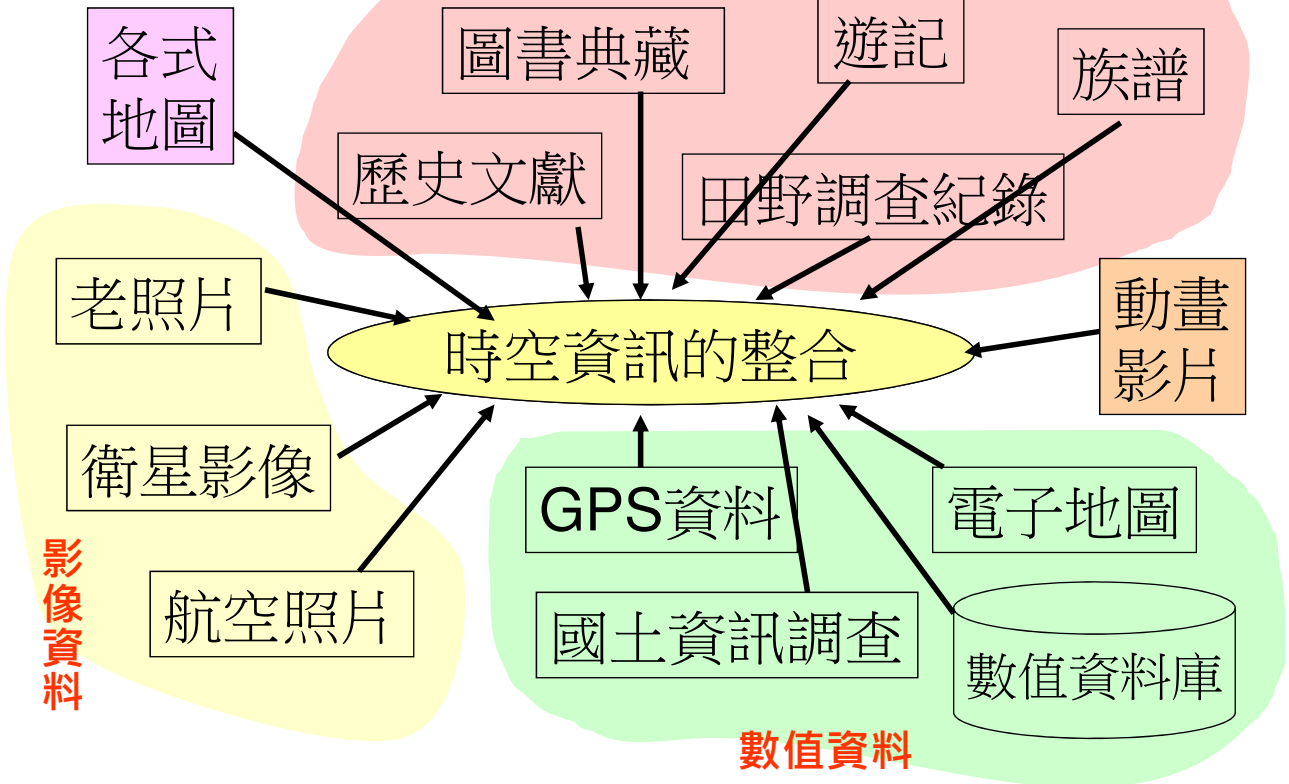 各式
地圖
圖書典藏
遊記
族譜
歷史文獻
田野調查紀錄
老照片
動畫
影片
時空資訊的整合
衛星影像
GPS資料
電子地圖
影像資料
航空照片
國土資訊調查
數值資料庫
數值資料